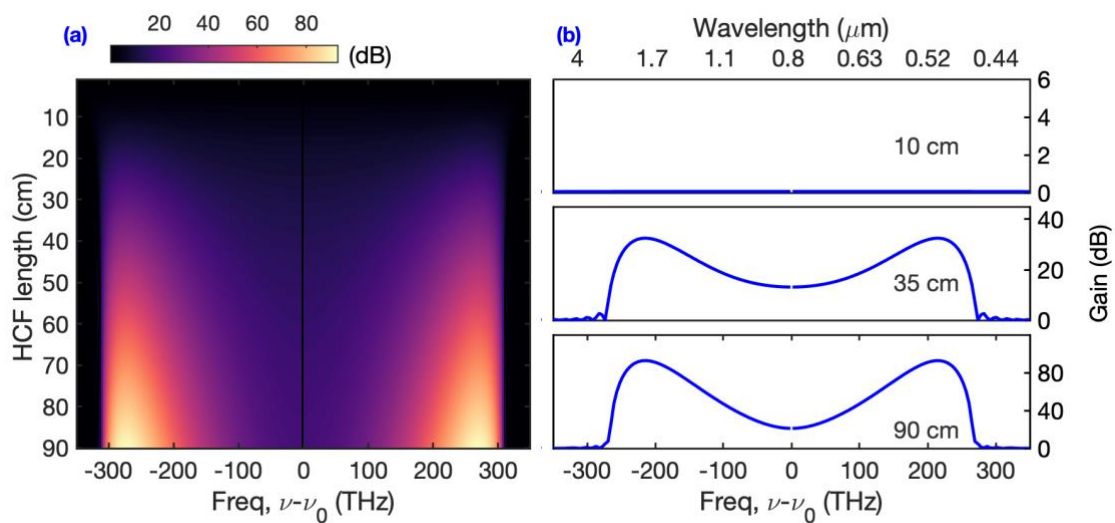 (a)
20 40 60 80
(dB)
HCF length (cm)
10
20
30
40
50
60
70
80
90
-300 -200 -100 0 100 200 300
Freq, ν-ν0 (THz)
(b)
Wavelength (μm)
4 1.7 1.1 0.8 0.63 0.52 0.44
6
4
2
0
10 cm
40
20
0
35 cm
80
40
0
90 cm
Gain (dB)
-300 -200 -100 0 100 200 300
Freq, ν-ν0 (THz)